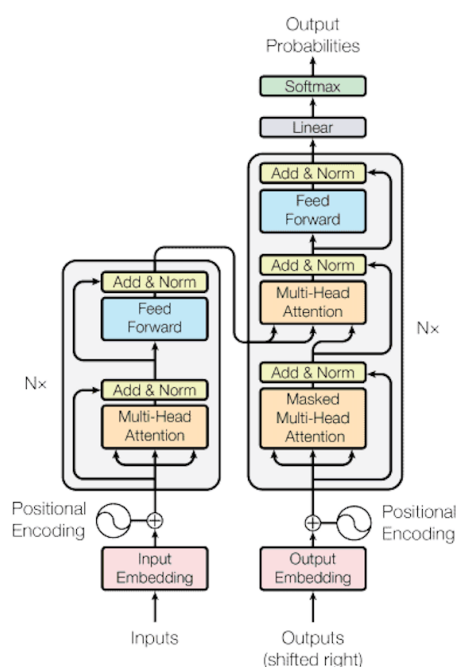 Output
Probabilities
Softmax
Linear
Add & Norm
Feed
Forward
Add & Norm
Multi-Head
Attention
Add & Norm
Masked
Multi-Head
Attention
N×
Add & Norm
Feed
Forward
Add & Norm
Multi-Head
Attention
N×
Positional
Encoding
Positional
Encoding
Input
Embedding
Output
Embedding
Inputs
Outputs
(shifted right)